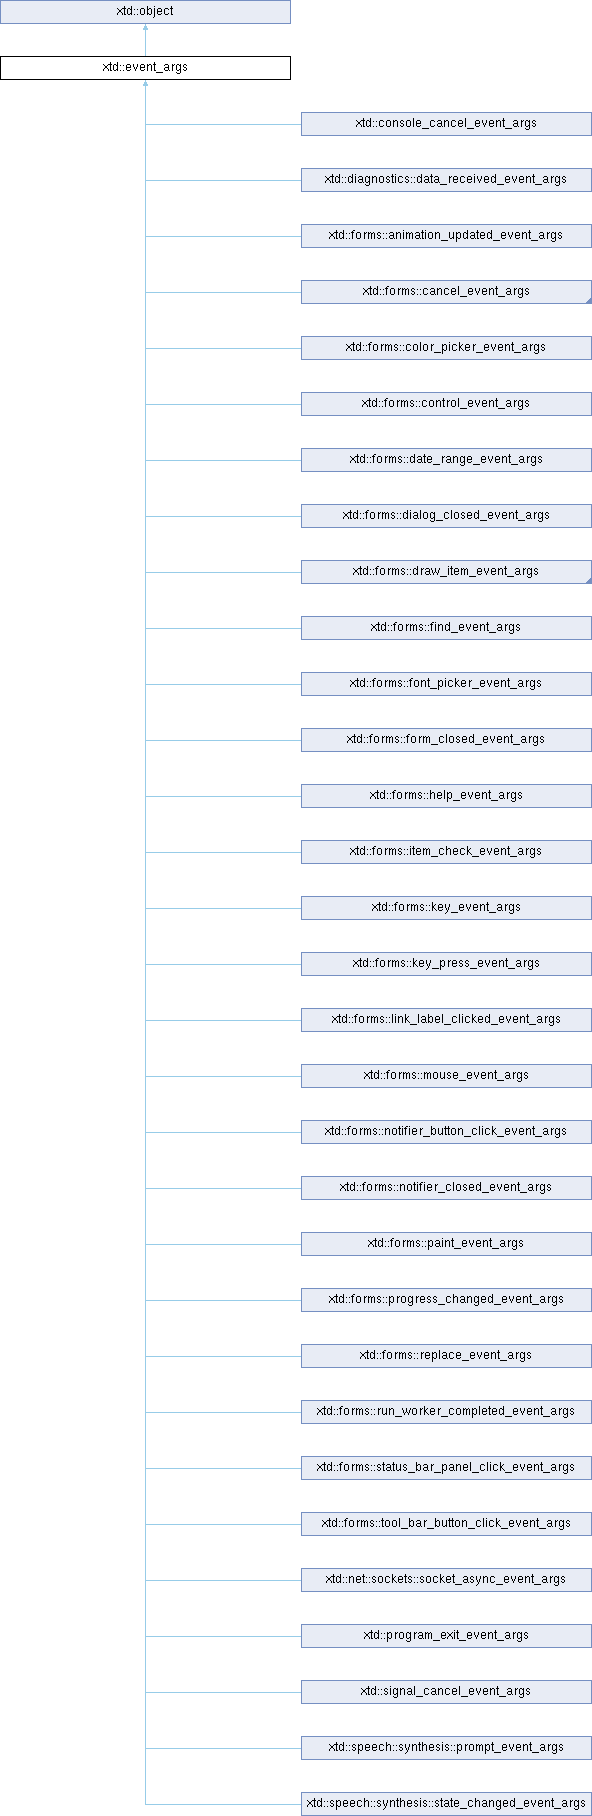 xtd::object
xtd::event_args
xtd::console_cancel_event_args
xtd::diagnostics::data_received_event_args
xtd::forms::animation_updated_event_args
xtd::forms::cancel_event_args
xtd::forms::color_picker_event_args
xtd::forms::control_event_args
xtd::forms::date_range_event_args
xtd::forms::dialog_closed_event_args
xtd::forms::draw_item_event_args
xtd::forms::find_event_args
xtd::forms::font_picker_event_args
xtd::forms::form_closed_event_args
xtd::forms::help_event_args
xtd::forms::item_check_event_args
xtd::forms::key_event_args
xtd::forms::key_press_event_args
xtd::forms::link_label_clicked_event_args
xtd::forms::mouse_event_args
xtd::forms::notifier_button_click_event_args
xtd::forms::notifier_closed_event_args
xtd::forms::paint_event_args
xtd::forms::progress_changed_event_args
xtd::forms::replace_event_args
xtd::forms::run_worker_completed_event_args
xtd::forms::status_bar_panel_click_event_args
xtd::forms::tool_bar_button_click_event_args
xtd::net::sockets::socket_async_event_args
xtd::program_exit_event_args
xtd::signal_cancel_event_args
xtd::speech::synthesis::prompt_event_args
xtd::speech::synthesis::state_changed_event_args